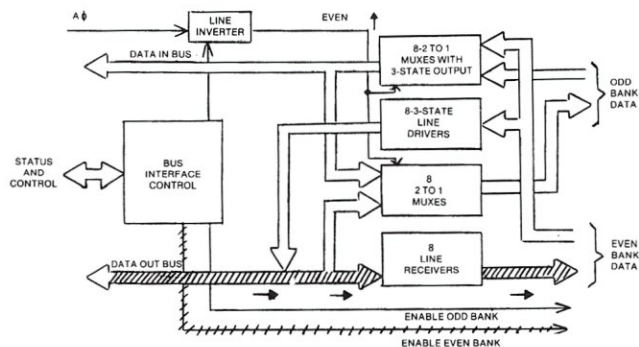 AΦ
LINE
INVERTER
EVEN
DATA IN BUS
8-2 TO 1
MUXES WITH
3-STATE OUTPUT
ODD
BANK
DATA
8-3-STATE
LINE
DRIVERS
STATUS
AND
CONTROL
BUS
INTERFACE
CONTROL
8
2 TO 1
MUXES
DATA OUT BUS
8
LINE
RECEIVERS
EVEN
BANK
DATA
ENABLE ODD BANK
ENABLE EVEN BANK